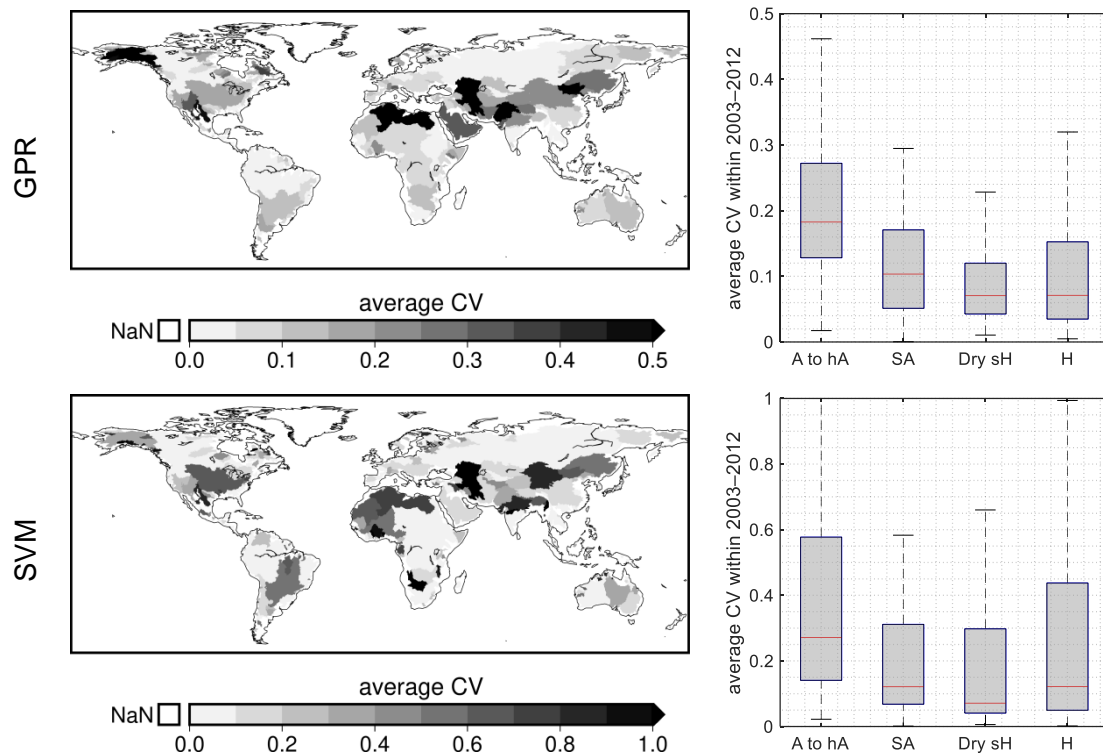 GPR
average CV
NaN
0.0 0.1 0.2 0.3 0.4 0.5
average CV within 2003–2012
0.5
0.4
0.3
0.2
0.1
0
A to hA SA Dry sH H
SVM
average CV
NaN
0.0 0.2 0.4 0.6 0.8 1.0
average CV within 2003–2012
1
0.8
0.6
0.4
0.2
0
A to hA SA Dry sH H